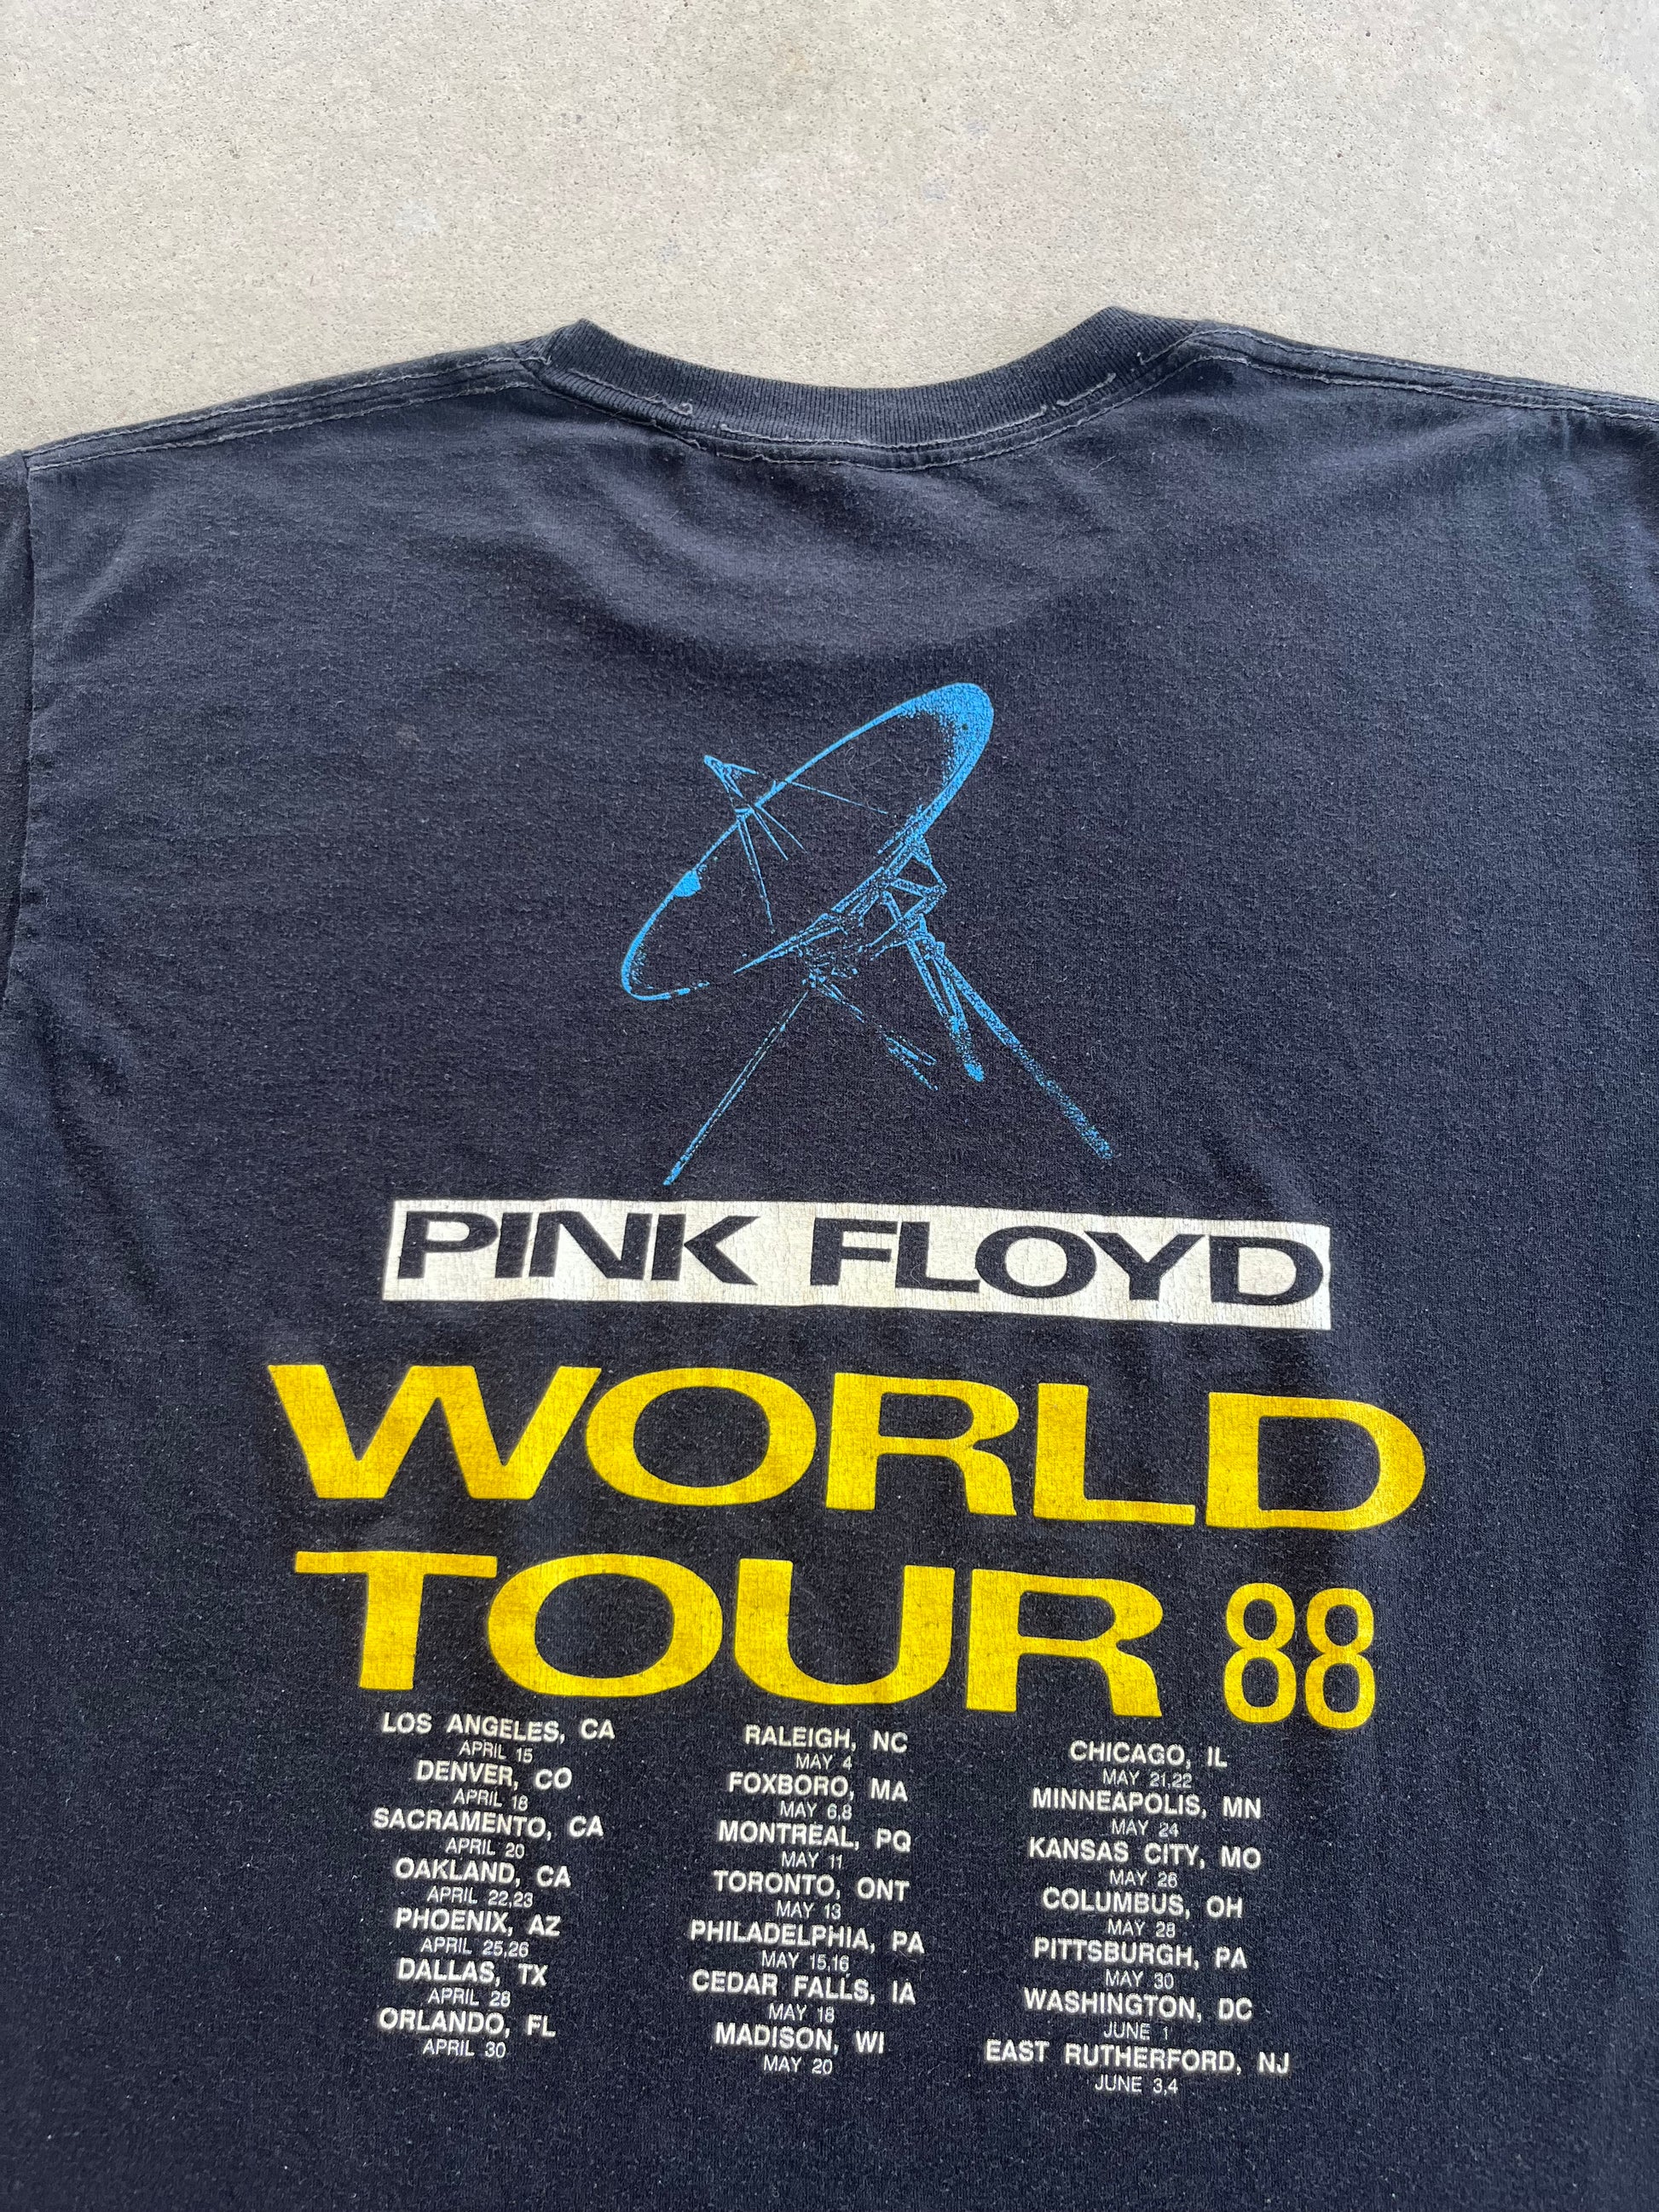 PINK FLOYD
WORLD
TOUR 88
LOS ANGELES, CA
APRIL 15
DENVER, CO
APRIL 18
SACRAMENTO, CA
APRIL 20
OAKLAND, CA
APRIL 22,23
PHOENIX, AZ
APRIL 25,26
DALLAS, TX
APRIL 28
ORLANDO, FL
APRIL 30
RALEIGH, NC
MAY 4
FOXBORO, MA
MAY 6,8
MONTREAL, PQ
MAY 11
TORONTO, ONT
MAY 13
PHILADELPHIA, PA
MAY 15,16
CEDAR FALLS, IA
MAY 18
MADISON, WI
MAY 20
CHICAGO, IL
MAY 21,22
MINNEAPOLIS, MN
MAY 24
KANSAS CITY, MO
MAY 26
COLUMBUS, OH
MAY 28
PITTSBURGH, PA
MAY 30
WASHINGTON, DC
JUNE 1
EAST RUTHERFORD, NJ
JUNE 3,4